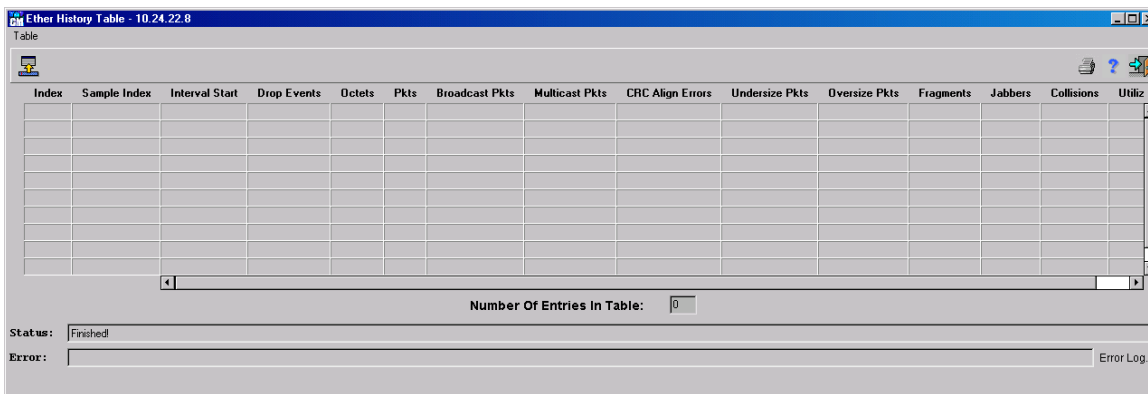 Ether History Table - 10.24.22.8
Table
?
Index Sample Index Interval Start Drop Events Octets Pkts Broadcast Pkts Multicast Pkts CRC Align Errors Undersize Pkts Oversize Pkts Fragments Jabbers Collisions Utiliz
Number Of Entries In Table: 0
Status: Finished!
Error: Error Log.